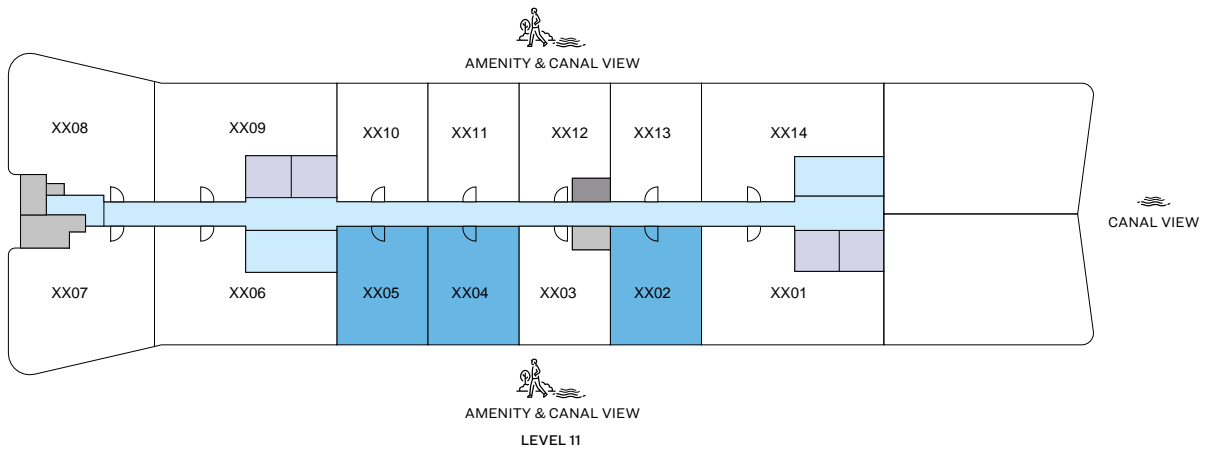 AMENITY & CANAL VIEW
XX08
XX09
XX10
XX11
XX12
XX13
XX14
CANAL VIEW
XX07
XX06
XX05
XX04
XX03
XX02
XX01
AMENITY & CANAL VIEW
LEVEL 11